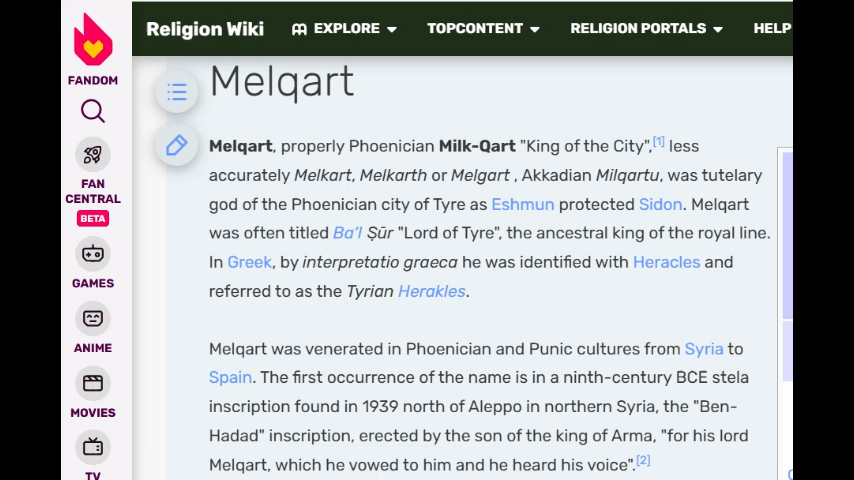 Religion Wiki
EXPLORE
TOPCONTENT
RELIGION PORTALS
HELP
FANDOM
FAN
CENTRAL
BETA
GAMES
ANIME
MOVIES
TV
Melqart
Melqart, properly Phoenician Milk-Qart "King of the City",[1] less
accurately Melkart, Melkarth or Melgart , Akkadian Milqartu, was tutelary
god of the Phoenician city of Tyre as Eshmun protected Sidon. Melqart
was often titled Ba‘l Ṣūr "Lord of Tyre", the ancestral king of the royal line.
In Greek, by interpretatio graeca he was identified with Heracles and
referred to as the Tyrian Herakles.
Melqart was venerated in Phoenician and Punic cultures from Syria to
Spain. The first occurrence of the name is in a ninth-century BCE stela
inscription found in 1939 north of Aleppo in northern Syria, the "Ben-
Hadad" inscription, erected by the son of the king of Arma, "for his lord
Melqart, which he vowed to him and he heard his voice".[2]